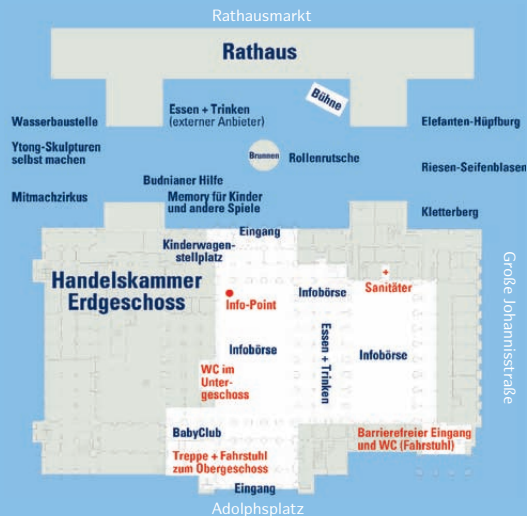 Rathausmarkt
Rathaus
Bühne
Essen + Trinken
(externer Anbieter)
Wasserbaustelle
Elefanten-Hüpfburg
Ytong-Skulpturen
selbst machen
Brunnen
Rollenrutsche
Riesen-Seifenblasen
Budnianer Hilfe
Mitmachzirkus
Memory für Kinder
und andere Spiele
Kletterberg
Eingang
Kinderwagen-
stellplatz
Handelskammer
Erdgeschoss
Große Johannisstraße
Sanitäter
Infobörse
Info-Point
Essen + Trinken
Infobörse
Infobörse
WC im
Unter-
geschoss
BabyClub
Barrierefreier Eingang
und WC (Fahrstuhl)
Treppe + Fahrstuhl
zum Obergeschoss
Eingang
Adolphsplatz